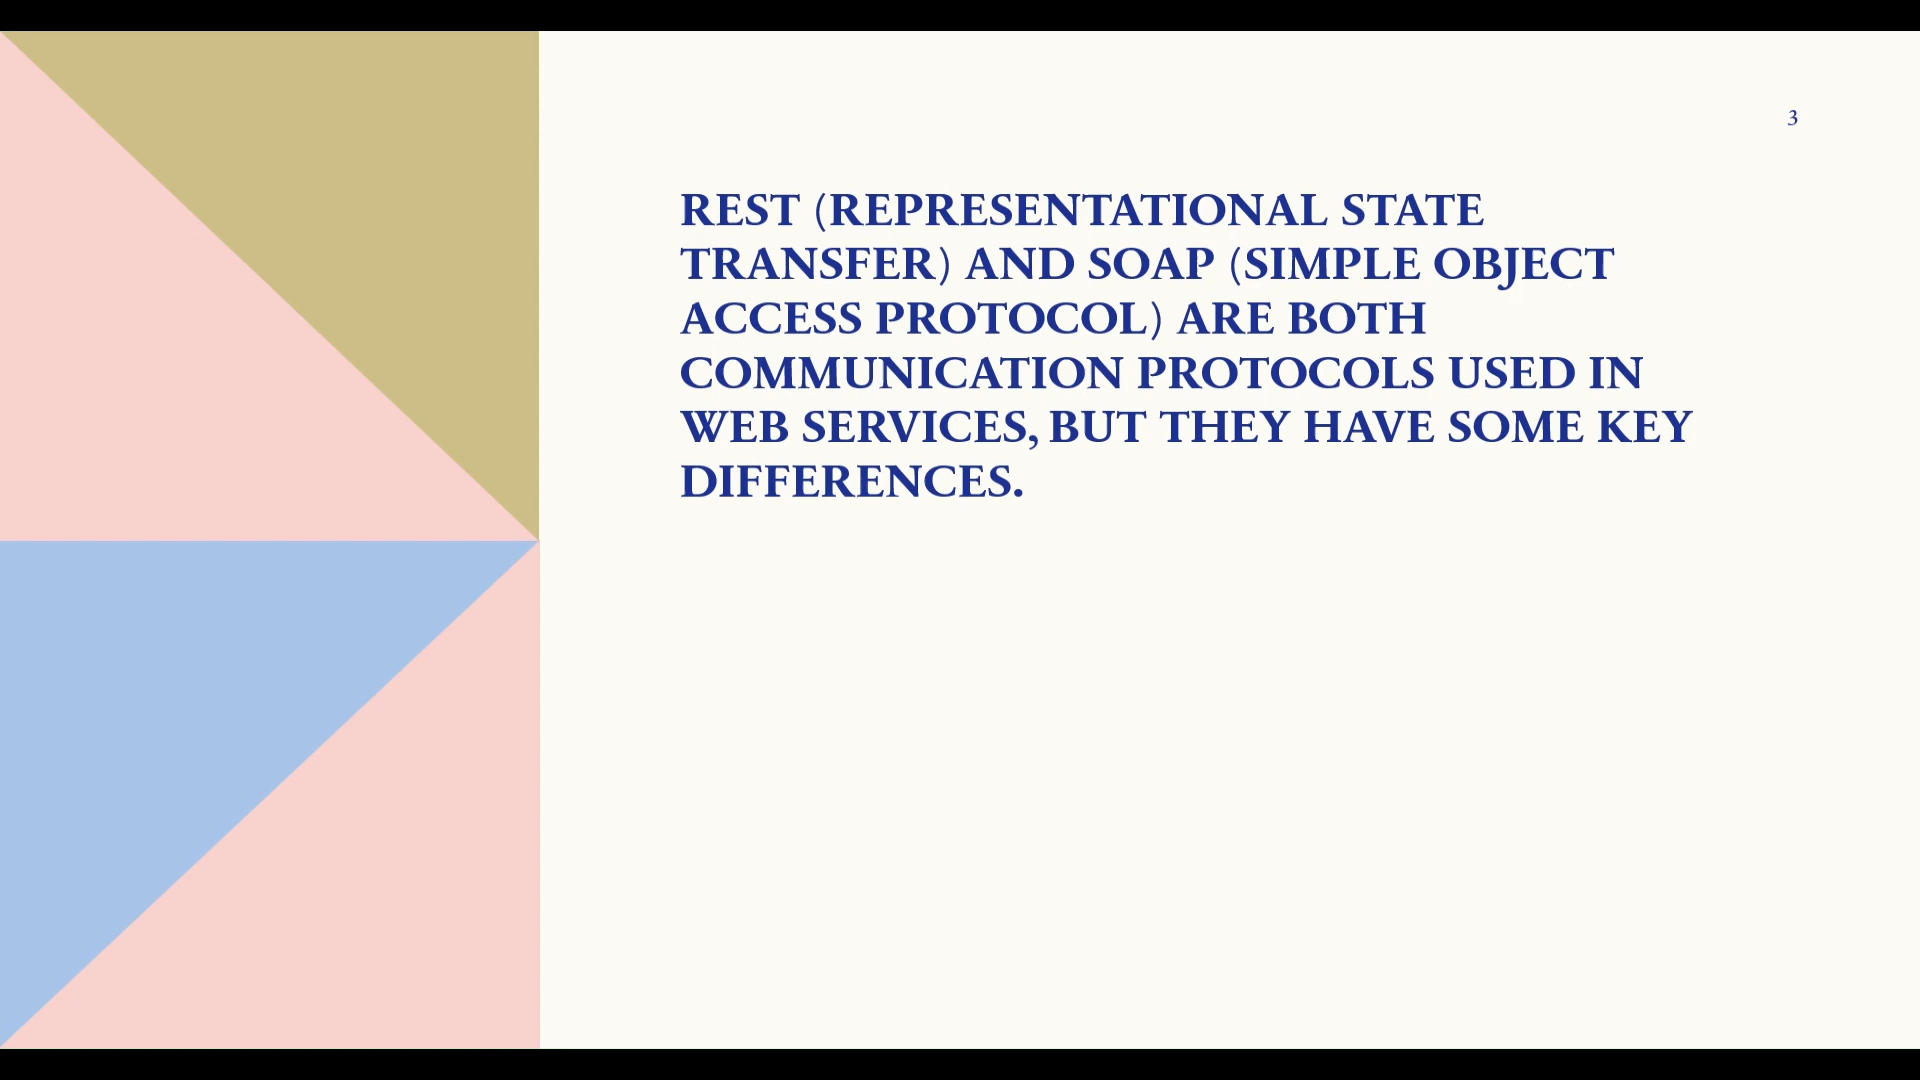 3
REST (REPRESENTATIONAL STATE
TRANSFER) AND SOAP (SIMPLE OBJECT
ACCESS PROTOCOL) ARE BOTH
COMMUNICATION PROTOCOLS USED IN
WEB SERVICES, BUT THEY HAVE SOME KEY
DIFFERENCES.